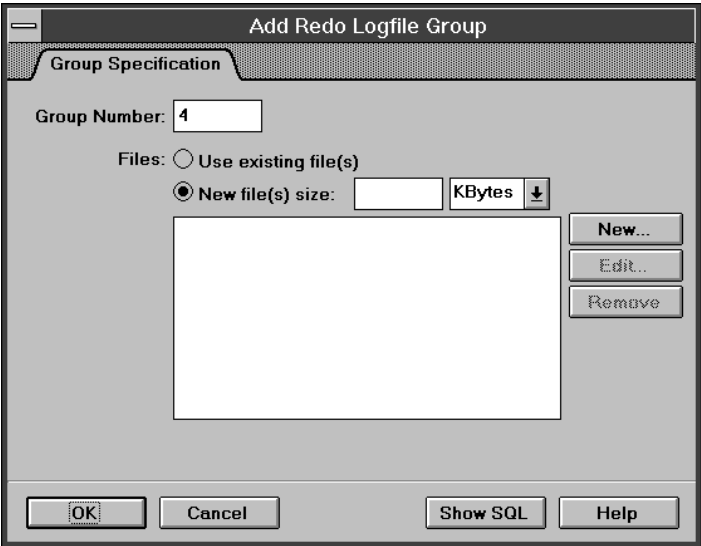 Add Redo Logfile Group
Group Specification
Group Number: 4
Files: Use existing file(s)
New file(s) size: KBytes
New...
Edit...
Remove
OK Cancel Show SQL Help